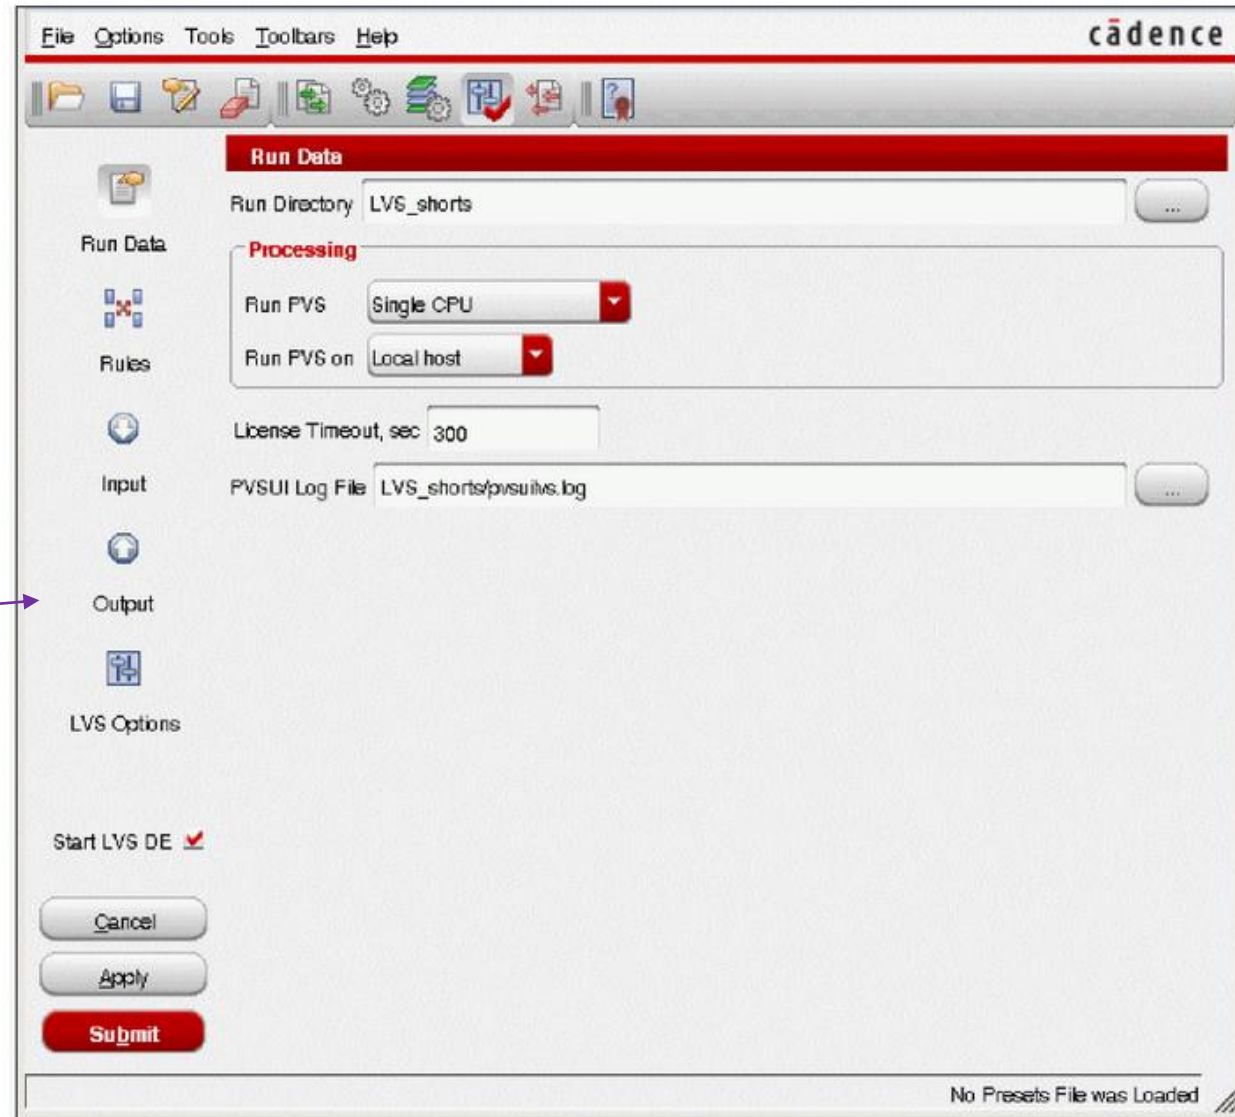 File Options Tools Toolbars Help
cādence
Run Data
Run Directory LVS_shorts ...
Run Data
Processing
Run PVS Single CPU
Rules
Run PVS on Local host
License Timeout, sec 300
Input
PVSUI Log File LVS_shorts/pvsuilvs.log ...
Output
LVS Options
Start LVS DE
Cancel
Apply
Submit
No Presets File was Loaded